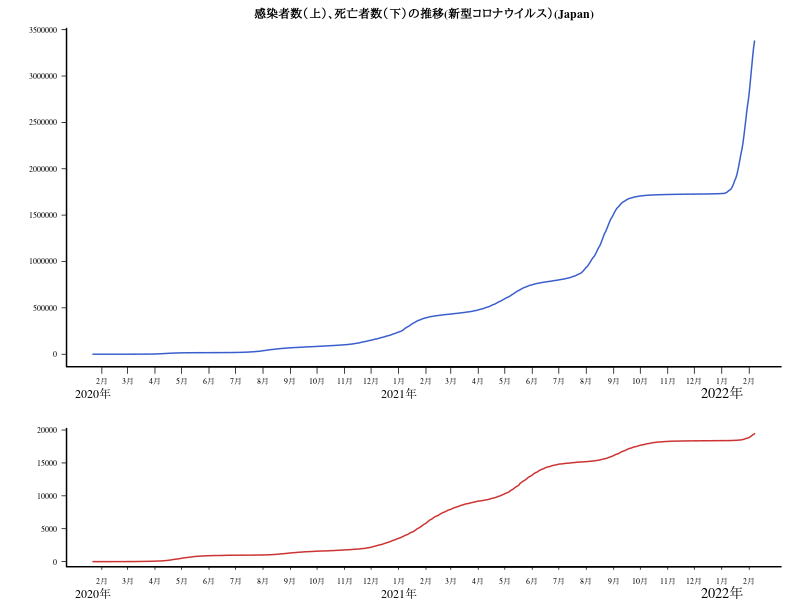 感染者数（上）、死亡者数（下）の推移(新型コロナウイルス）(Japan)
3500000
3000000
2500000
2000000
1500000
1000000
500000
0
2月 3月 4月 5月 6月 7月 8月 9月 10月 11月 12月 1月 2月 3月 4月 5月 6月 7月 8月 9月 10月 11月 12月 1月 2月
2020年 2021年 2022年
20000
15000
10000
5000
0
2月 3月 4月 5月 6月 7月 8月 9月 10月 11月 12月 1月 2月 3月 4月 5月 6月 7月 8月 9月 10月 11月 12月 1月 2月
2020年 2021年 2022年